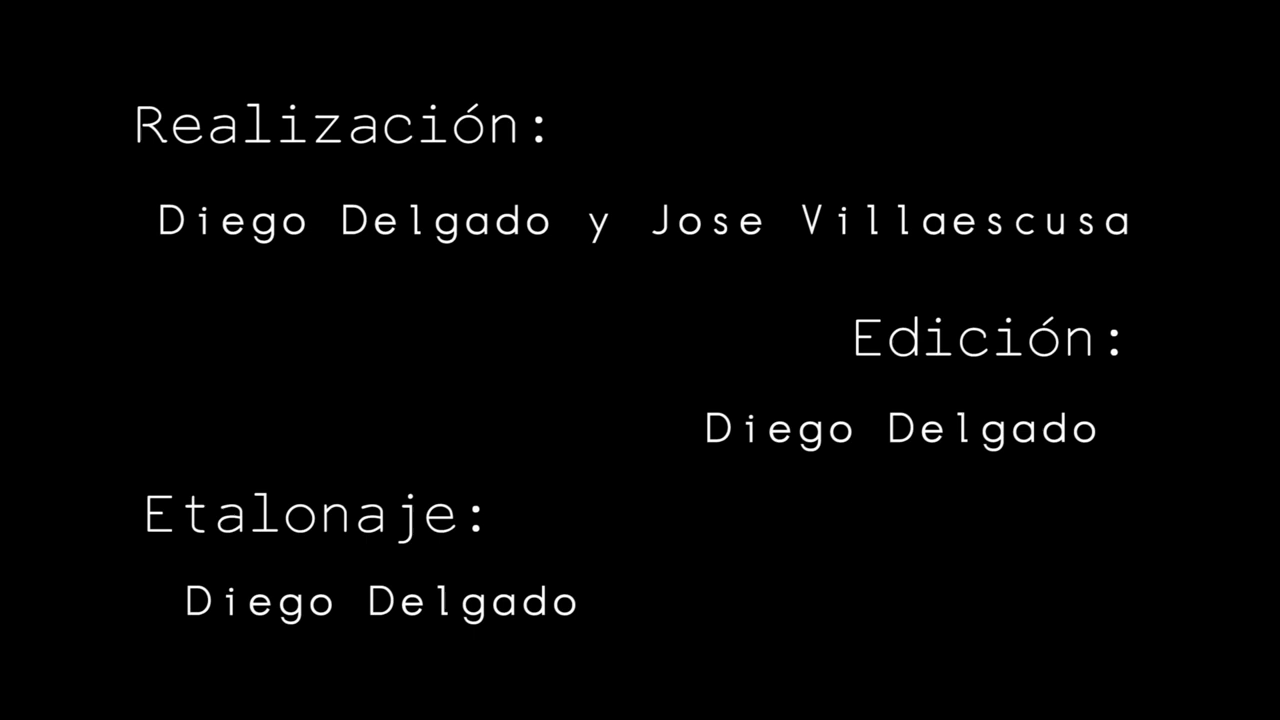 Realización:
Diego Delgado y Jose Villaescusa
Edición:
Diego Delgado
Etalonaje:
Diego Delgado